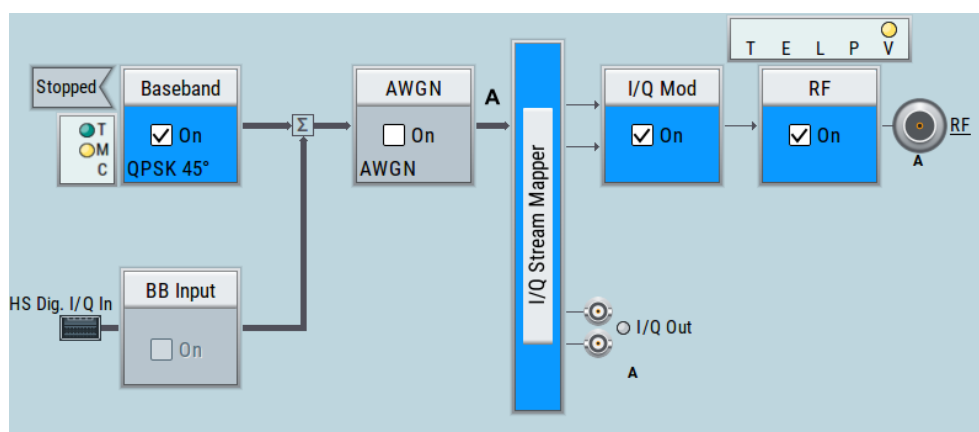 T E L P V
Stopped
Baseband
T
M
C
On
QPSK 45°
Σ
AWGN
On
AWGN
A
I/Q Stream Mapper
I/Q Mod
On
RF
On
RF
A
HS Dig. I/Q In
BB Input
On
I/Q Out
A